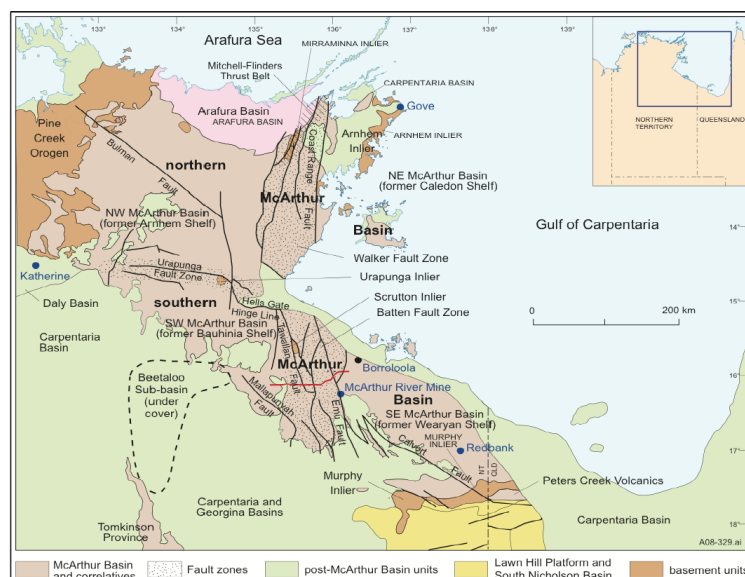 133°
134°
135°
136°
137°
138°
139°
Arafura Sea
MIRRAMINNA INLIER
Mitchell-Flinders
Thrust Belt
CARPENTARIA BASIN
Arafura Basin
ARAFURA BASIN
Gove
Pine
Creek
Orogen
Arnhem
Inlier
ARNHEM INLIER
NORTHERN
TERRITORY
QUEENSLAND
Bulman
Fault
northern
Coast Range
Fault
McArthur
NE McArthur Basin
(former Caledon Shelf)
NW McArthur Basin
(former Arnhem Shelf)
Basin
Gulf of Carpentaria
14°
Walker Fault Zone
Urapunga
Fault Zone
Urapunga Inlier
Katherine
Daly Basin
southern
Hells Gate
Hinge Line
Scrutton Inlier
Batten Fault Zone
15°
0
200 km
SW McArthur Basin
(former Bauhinia Shelf)
Carpentaria
Basin
Tawallah
Fault
McArthur
Borroloola
16°
Beetaloo
Sub-basin
(under
cover)
Mallapunyah
Fault
McArthur River Mine
Basin
Emu Fault
SE McArthur Basin
(former Wearyan Shelf)
MURPHY
INLIER
Calvert
Fault
Redbank
17°
NT
QLD
Murphy
Inlier
Peters Creek Volcanics
Carpentaria and
Georgina Basins
Carpentaria Basin
Tomkinson
Province
18°
A08-329.ai
McArthur Basin
and correlatives
Fault zones
post-McArthur Basin units
Lawn Hill Platform and
South Nicholson Basin
basement units